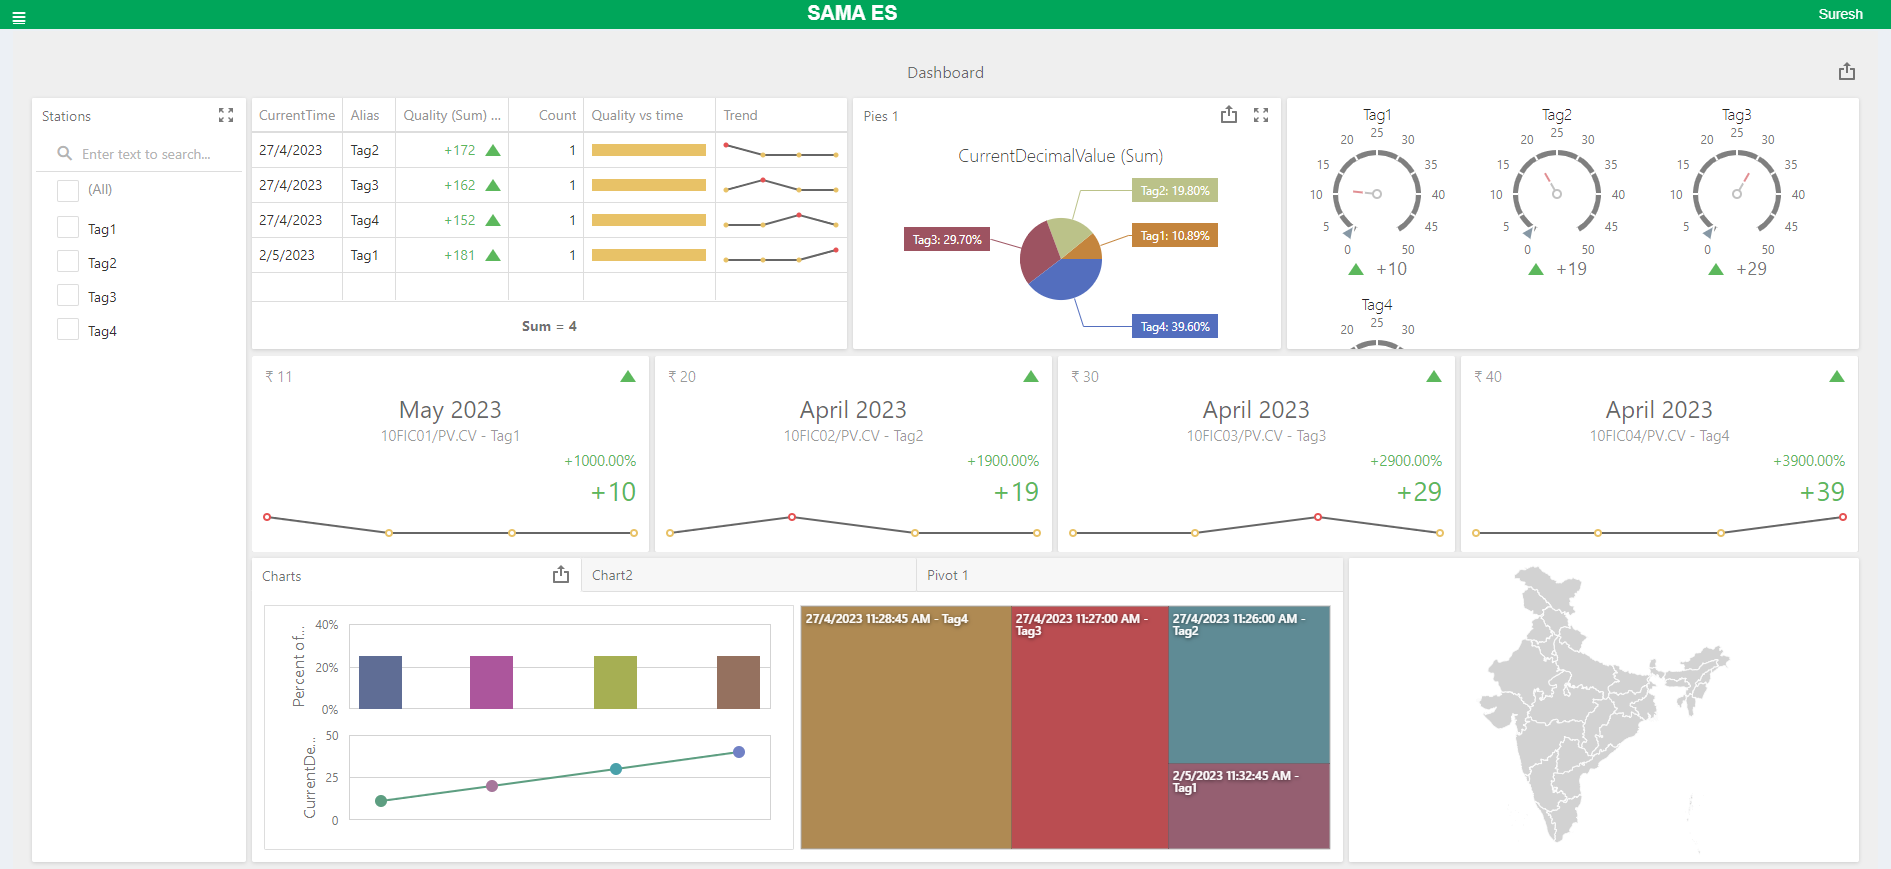 SAMA ES
Suresh
Dashboard
Stations
Enter text to search...
(All)
Tag1
Tag2
Tag3
Tag4
CurrentTime Alias Quality (Sum) ... Count Quality vs time Trend
27/4/2023 Tag2 +172 1
27/4/2023 Tag3 +162 1
27/4/2023 Tag4 +152 1
2/5/2023 Tag1 +181 1
Sum = 4
Pies 1
CurrentDecimalValue (Sum)
Tag2: 19.80%
Tag3: 29.70%
Tag1: 10.89%
Tag4: 39.60%
Tag1
0 5 10 15 20 25 30 35 40 45 50
+10
Tag2
0 5 10 15 20 25 30 35 40 45 50
+19
Tag3
0 5 10 15 20 25 30 35 40 45 50
+29
Tag4
20 25 30
₹ 11
May 2023
10FIC01/PV.CV - Tag1
+1000.00%
+10
₹ 20
April 2023
10FIC02/PV.CV - Tag2
+1900.00%
+19
₹ 30
April 2023
10FIC03/PV.CV - Tag3
+2900.00%
+29
₹ 40
April 2023
10FIC04/PV.CV - Tag4
+3900.00%
+39
Charts
Chart2
Pivot 1
Percent of...
40%
20%
0%
CurrentDe...
50
25
0
27/4/2023 11:28:45 AM - Tag4
27/4/2023 11:27:00 AM -
Tag3
27/4/2023 11:26:00 AM -
Tag2
2/5/2023 11:32:45 AM -
Tag1